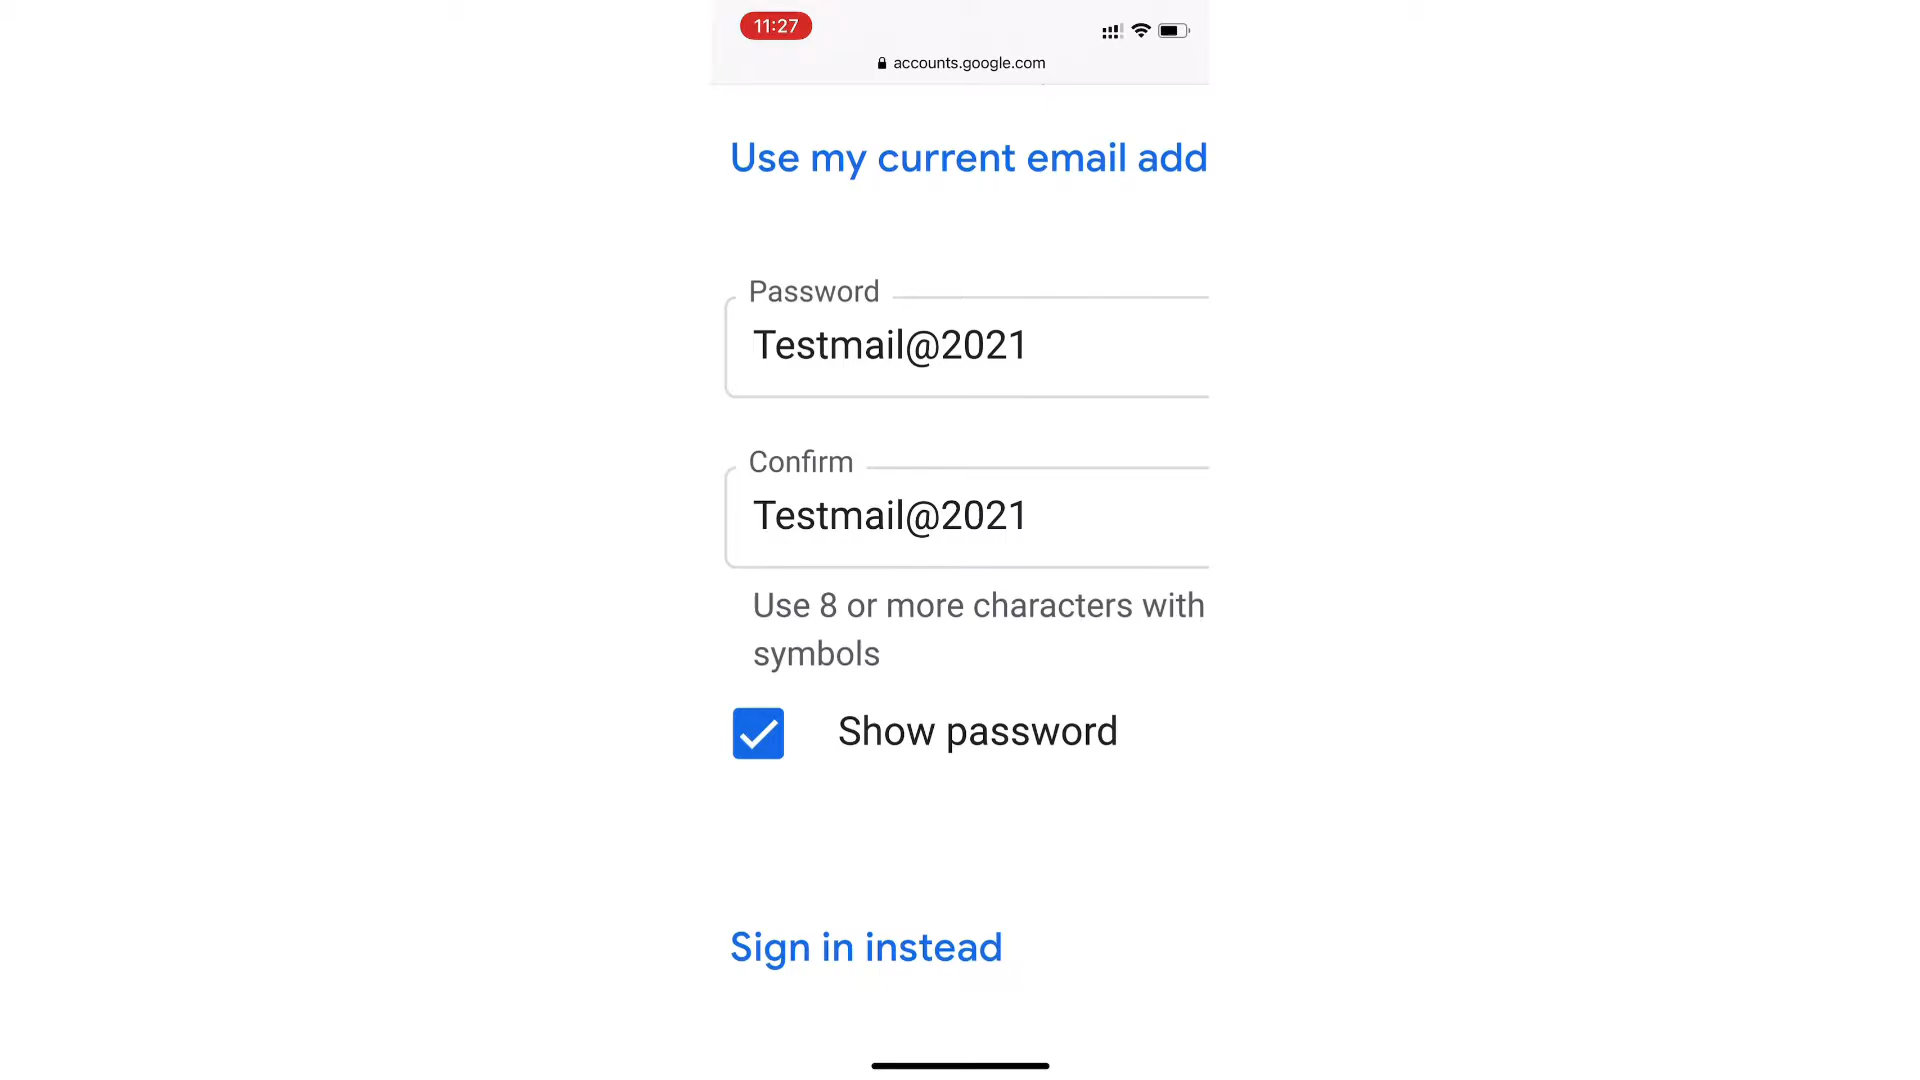 11:27
accounts.google.com
Use my current email add
Password
Testmail@2021
Confirm
Testmail@2021
Use 8 or more characters with
symbols
Show password
Sign in instead